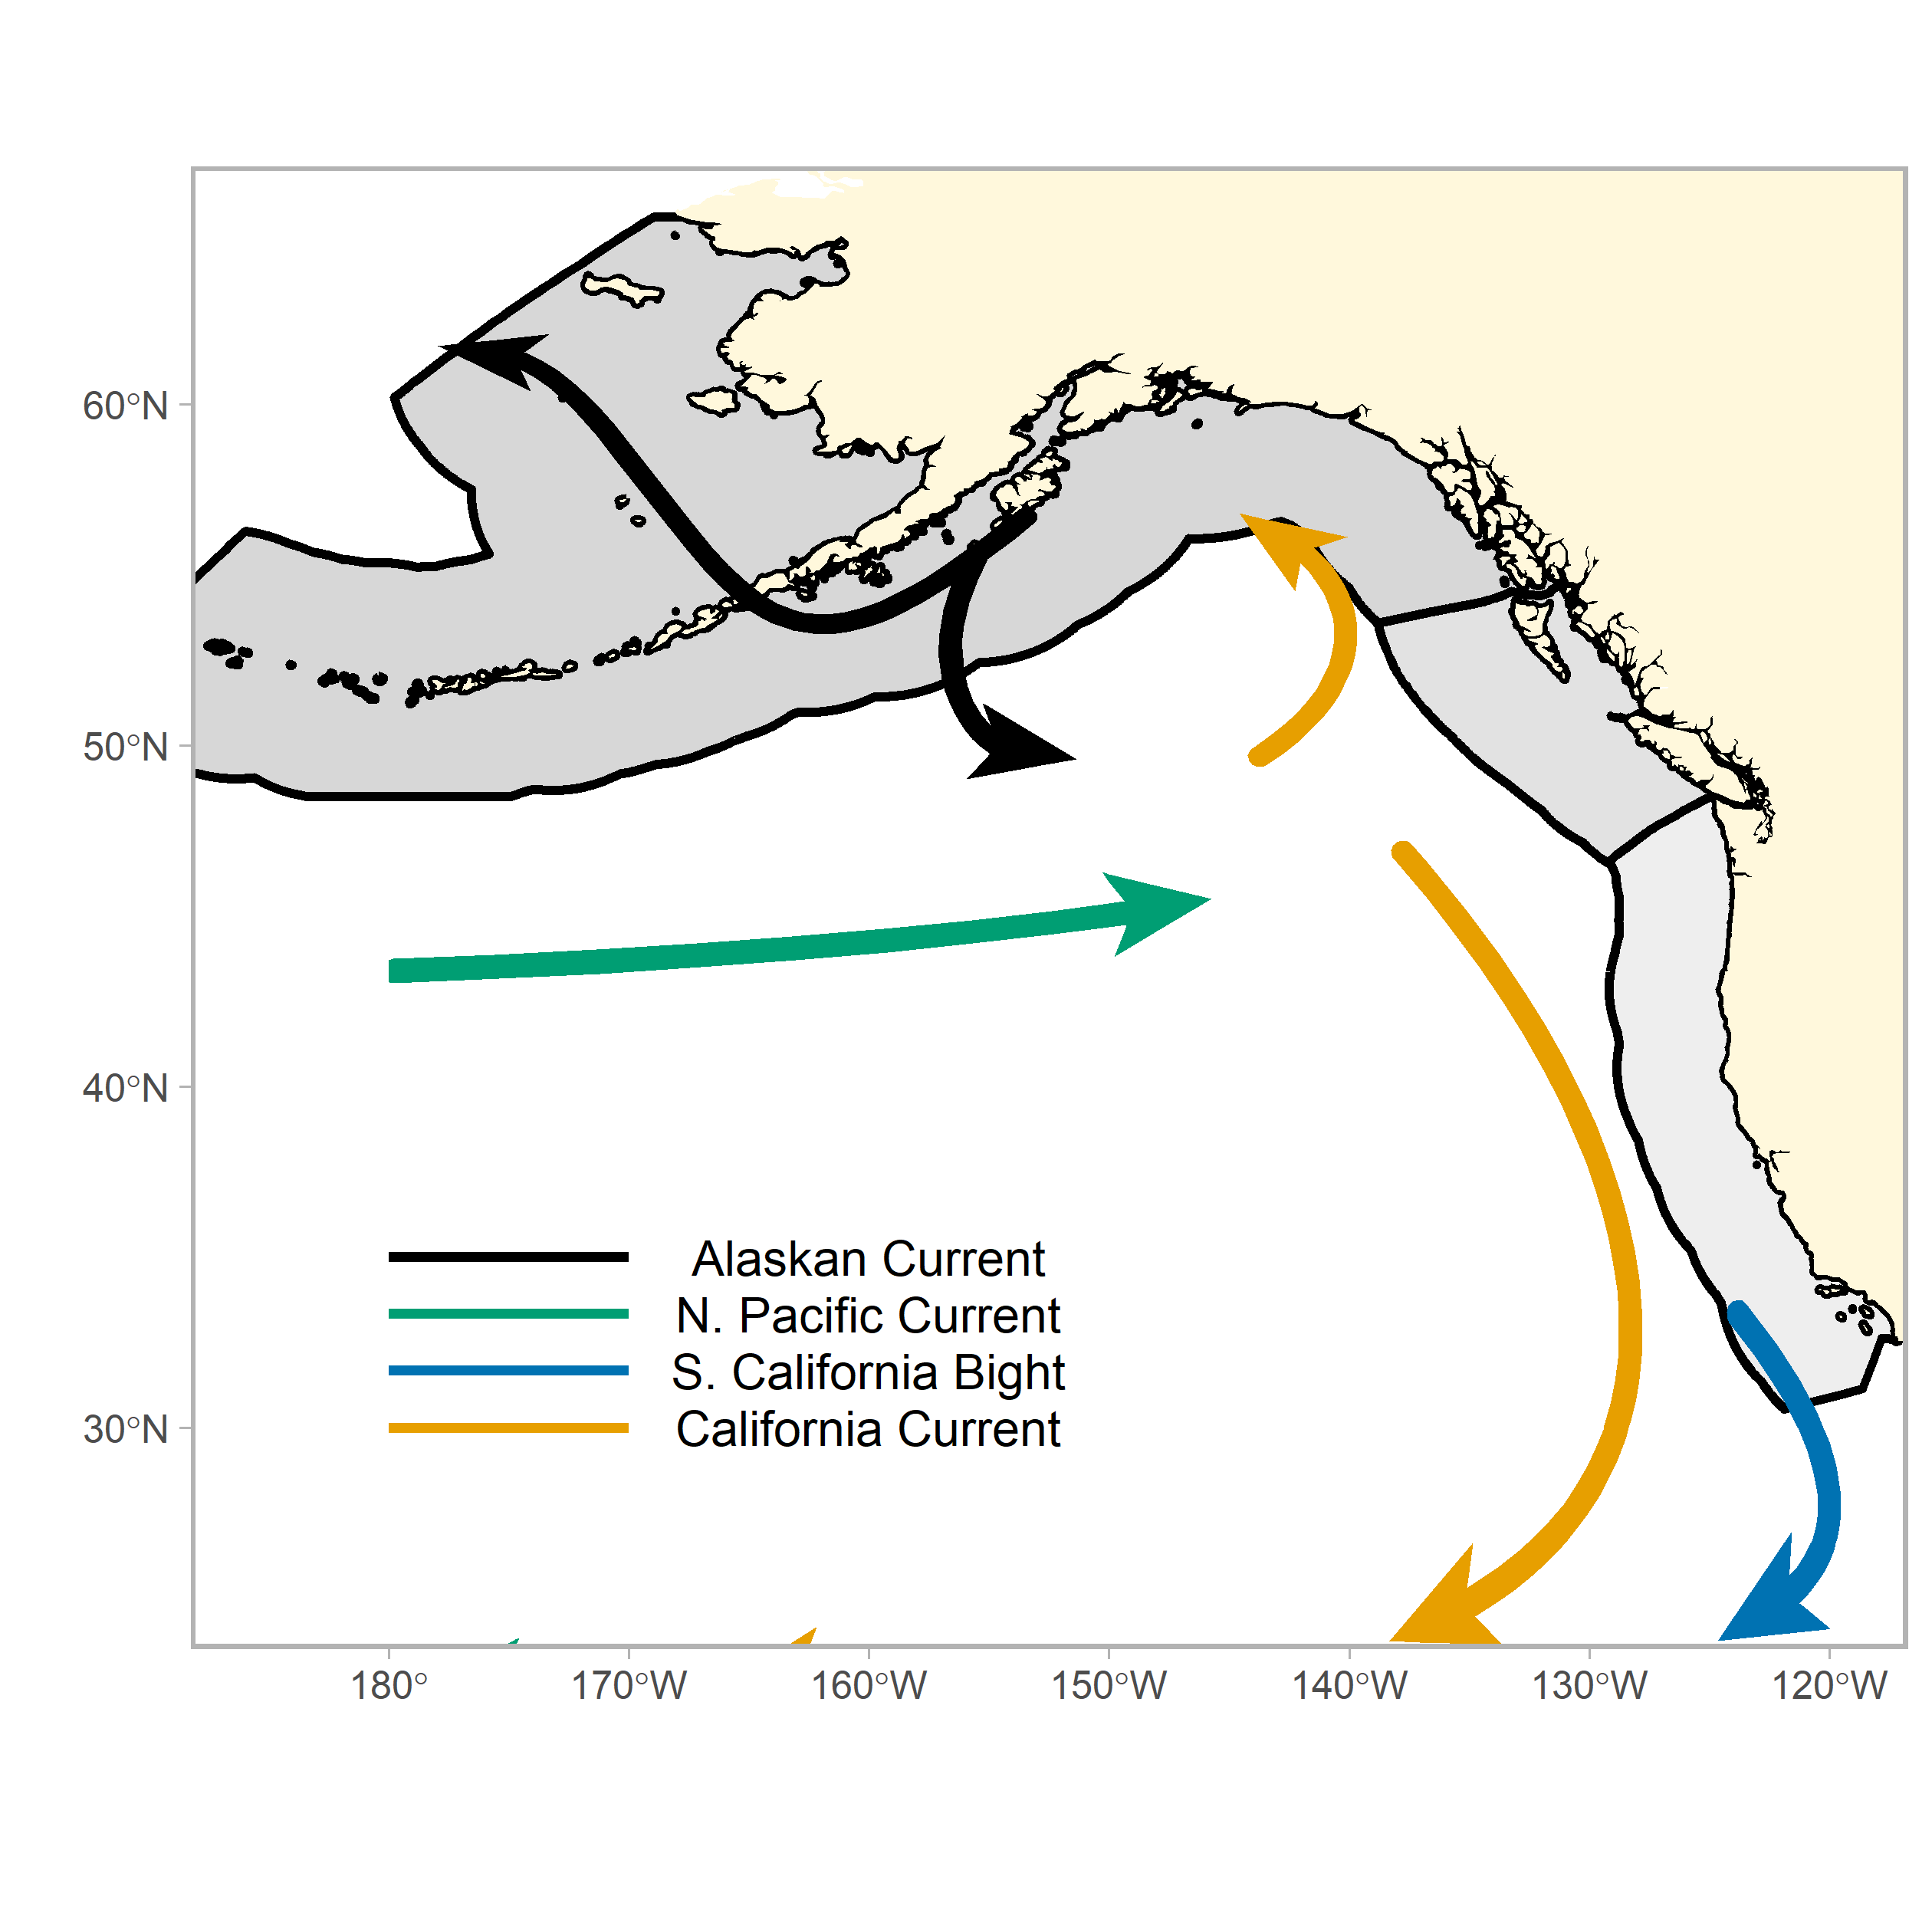 60°N
50°N
40°N
30°N
Alaskan Current
N. Pacific Current
S. California Bight
California Current
180°
170°W
160°W
150°W
140°W
130°W
120°W